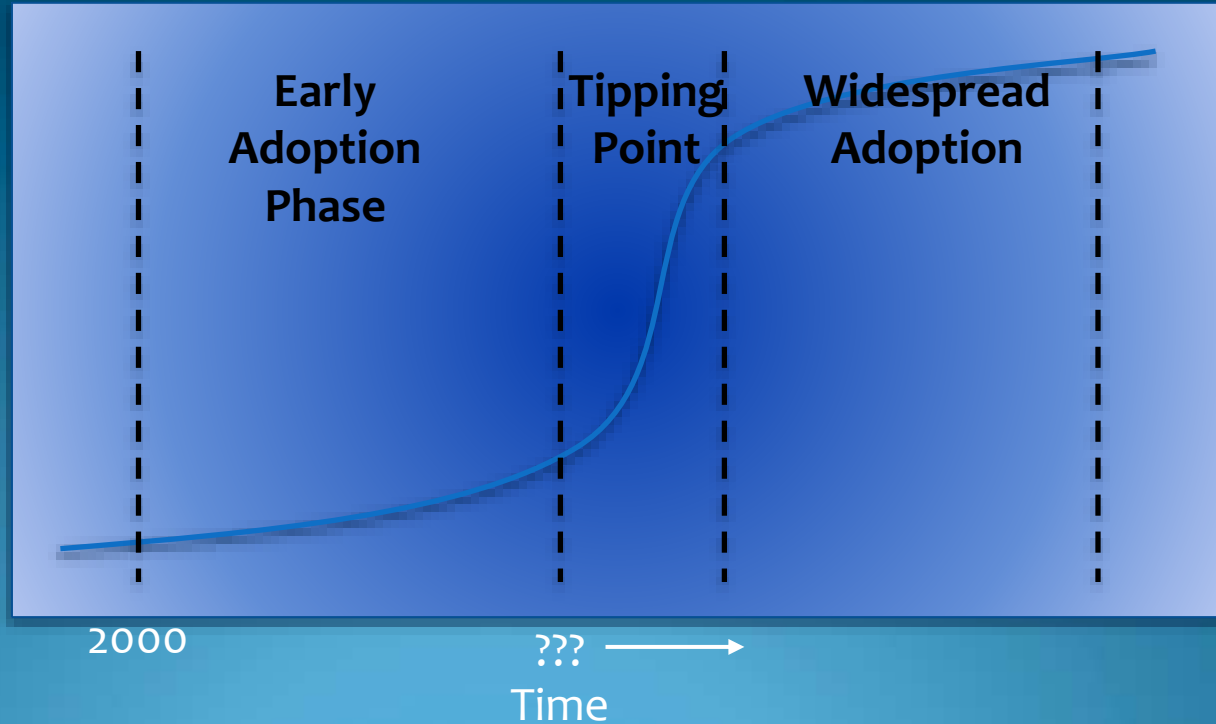 Early
Adoption
Phase
Tipping
Point
Widespread
Adoption
2000
???
Time